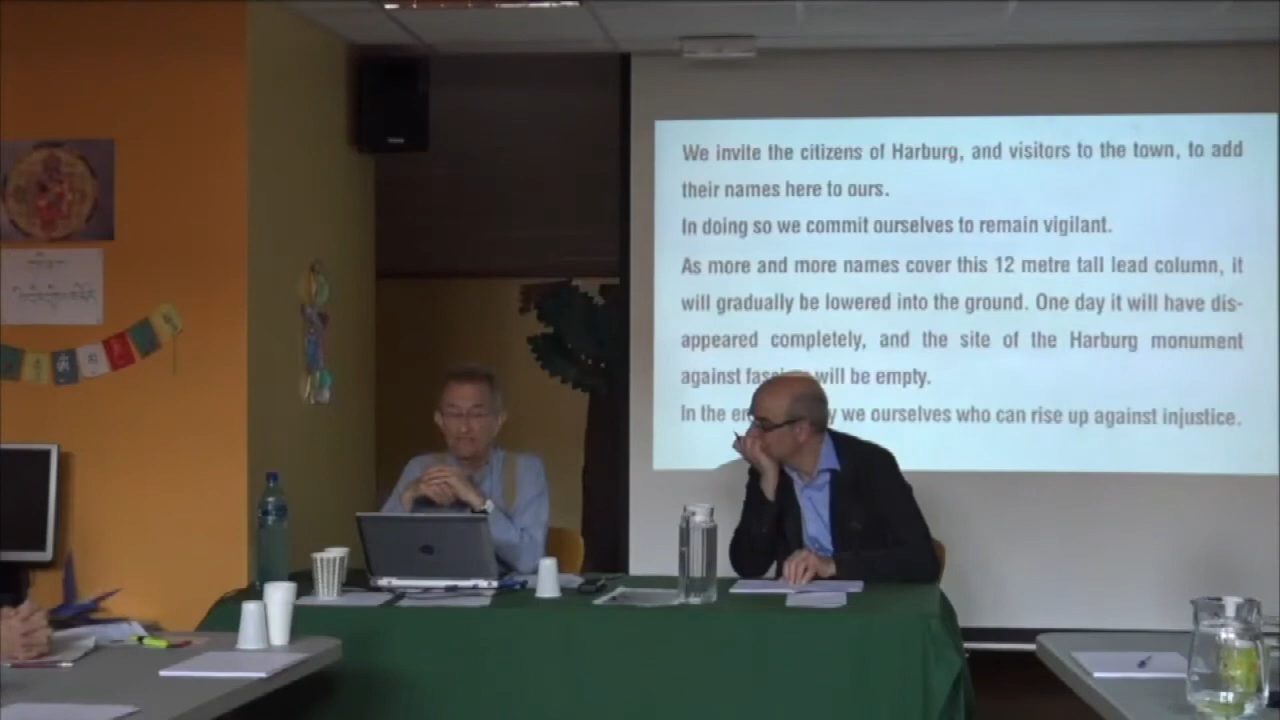 We invite the citizens of Harburg, and visitors to the town, to add
their names here to ours.
In doing so we commit ourselves to remain vigilant.
As more and more names cover this 12 metre tall lead column, it
will gradually be lowered into the ground. One day it will have dis-
appeared completely, and the site of the Harburg monument
against will be empty.
In the we ourselves who can rise up against injustice.